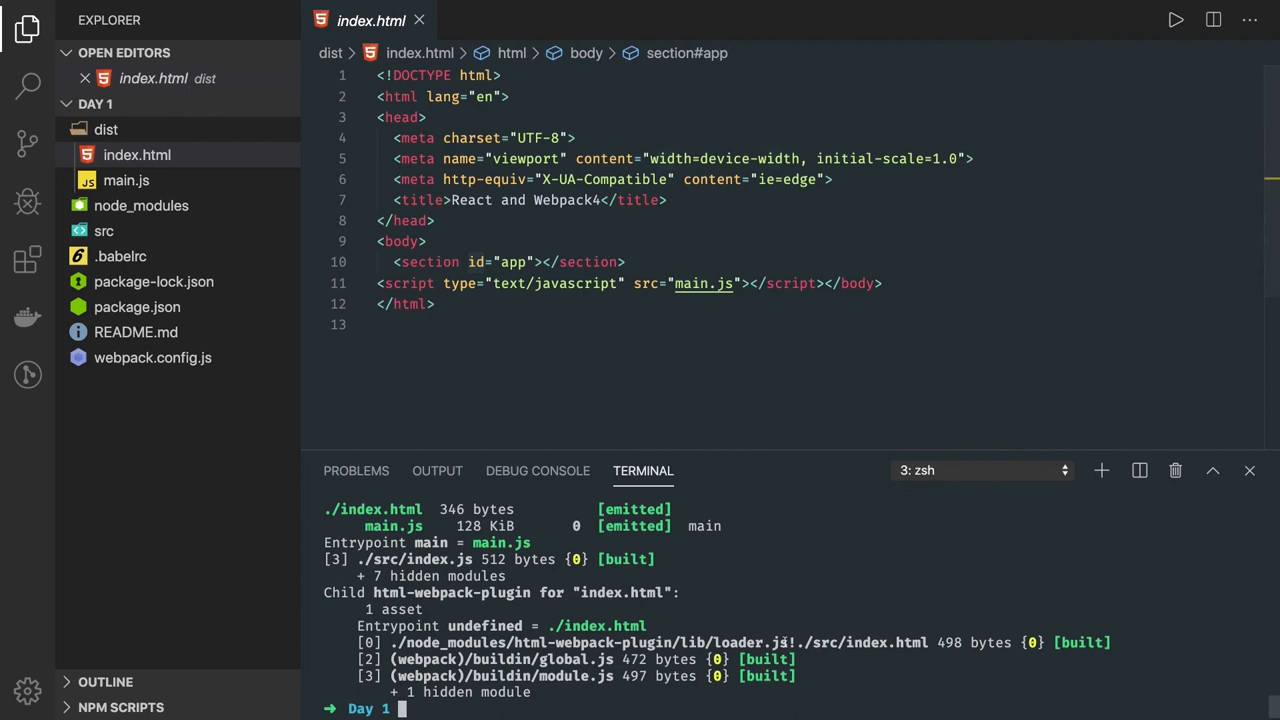 EXPLORER
OPEN EDITORS
index.html dist
DAY 1
dist
index.html
main.js
node_modules
src
.babelrc
package-lock.json
package.json
README.md
webpack.config.js
OUTLINE
NPM SCRIPTS
index.html
dist > index.html > html > body > section#app
1 <!DOCTYPE html>
2 <html lang="en">
3 <head>
4 <meta charset="UTF-8">
5 <meta name="viewport" content="width=device-width, initial-scale=1.0">
6 <meta http-equiv="X-UA-Compatible" content="ie=edge">
7 <title>React and Webpack4</title>
8 </head>
9 <body>
10 <section id="app"></section>
11 <script type="text/javascript" src="main.js"></script></body>
12 </html>
13
PROBLEMS OUTPUT DEBUG CONSOLE TERMINAL 3: zsh
./index.html 346 bytes [emitted]
main.js 128 KiB 0 [emitted] main
Entrypoint main = main.js
[3] ./src/index.js 512 bytes {0} [built]
+ 7 hidden modules
Child html-webpack-plugin for "index.html":
1 asset
Entrypoint undefined = ./index.html
[0] ./node_modules/html-webpack-plugin/lib/loader.js!./src/index.html 498 bytes {0} [built]
[2] (webpack)/buildin/global.js 472 bytes {0} [built]
[3] (webpack)/buildin/module.js 497 bytes {0} [built]
+ 1 hidden module
➜ Day 1